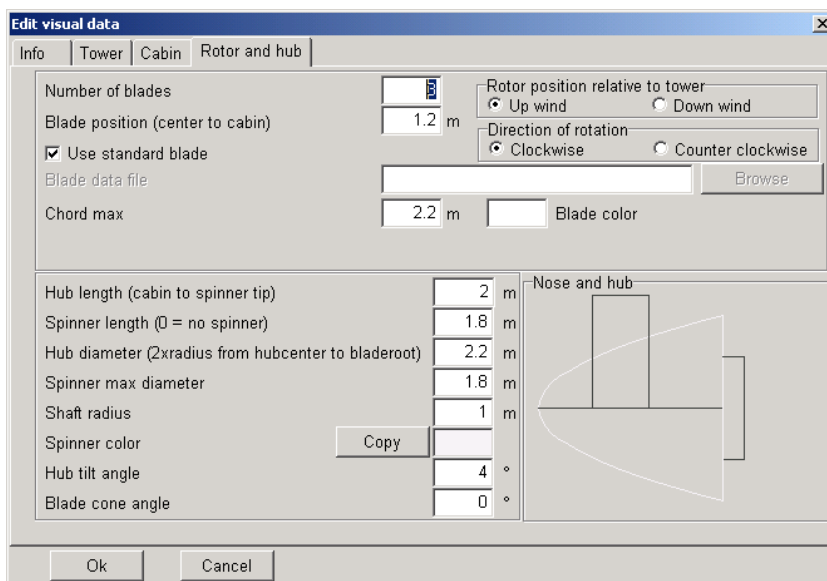 Edit visual data
Info Tower Cabin Rotor and hub
Number of blades 3
Rotor position relative to tower
Up wind Down wind
Blade position (center to cabin) 1.2 m
Direction of rotation
Use standard blade
Clockwise Counter clockwise
Blade data file Browse
Chord max 2.2 m Blade color
Hub length (cabin to spinner tip) 2 m
Spinner length (0 = no spinner) 1.8 m
Hub diameter (2xradius from hubcenter to bladeroot) 2.2 m
Spinner max diameter 1.8 m
Shaft radius 1 m
Spinner color Copy
Hub tilt angle 4 °
Blade cone angle 0 °
Nose and hub
Ok Cancel